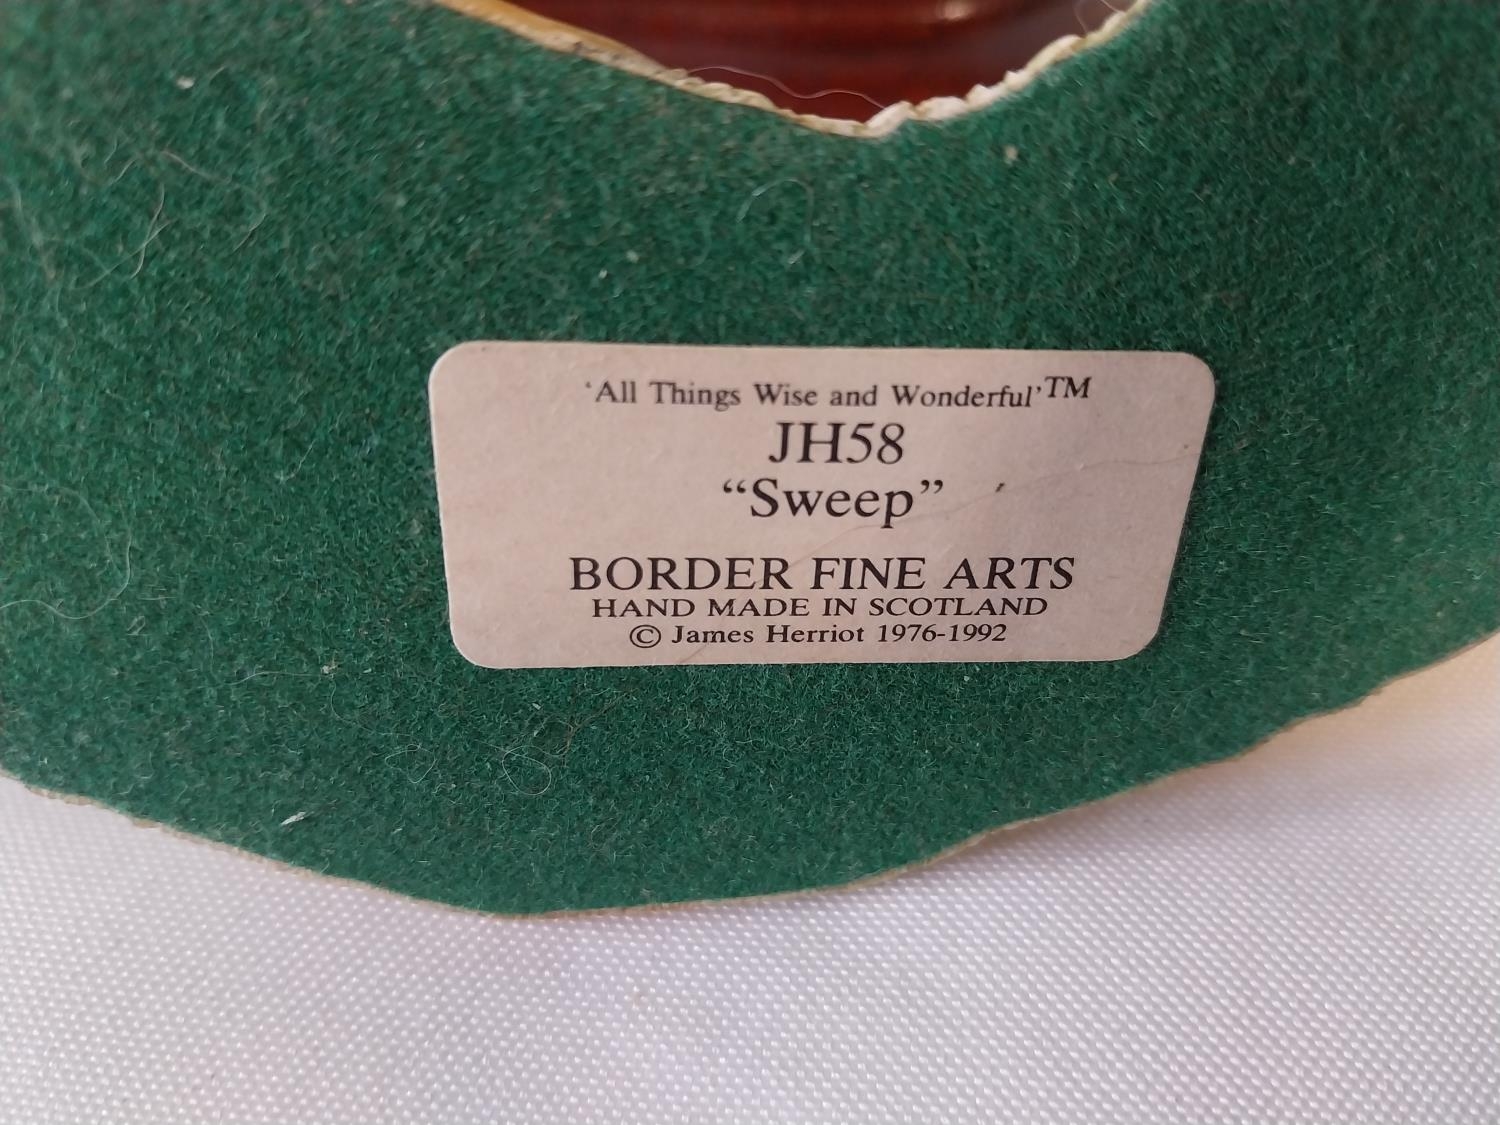 'All Things Wise and Wonderful'™
JH58
“Sweep”
BORDER FINE ARTS
HAND MADE IN SCOTLAND
© James Herriot 1976-1992